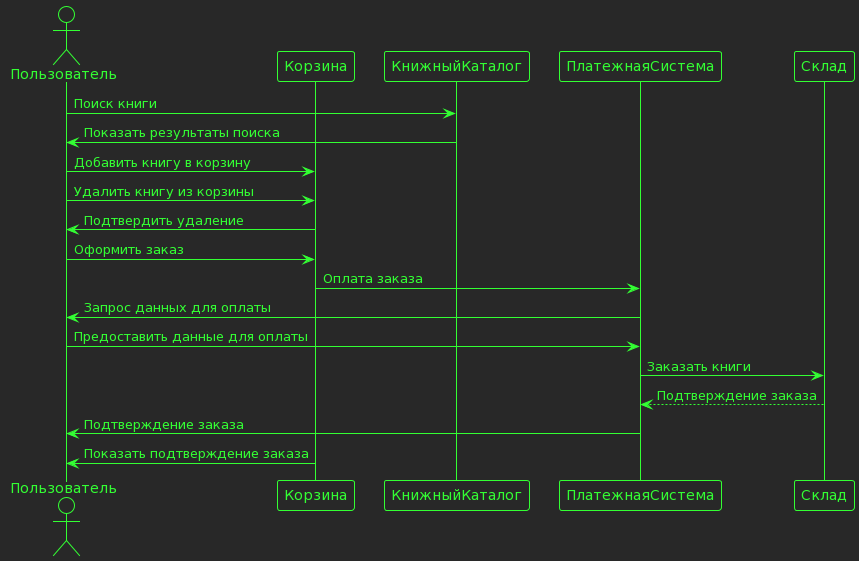 Пользователь
Корзина
КнижныйКаталог
ПлатежнаяСистема
Склад
Поиск книги
Показать результаты поиска
Добавить книгу в корзину
Удалить книгу из корзины
Подтвердить удаление
Оформить заказ
Оплата заказа
Запрос данных для оплаты
Предоставить данные для оплаты
Заказать книги
Подтверждение заказа
Подтверждение заказа
Показать подтверждение заказа
Пользователь
Корзина
КнижныйКаталог
ПлатежнаяСистема
Склад